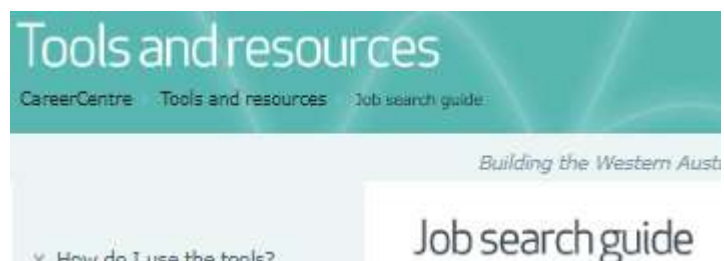 Tools and resources
CareerCentre Tools and resources Job search guide
Building the Western Aust
Job search guide
How do I use the tools?